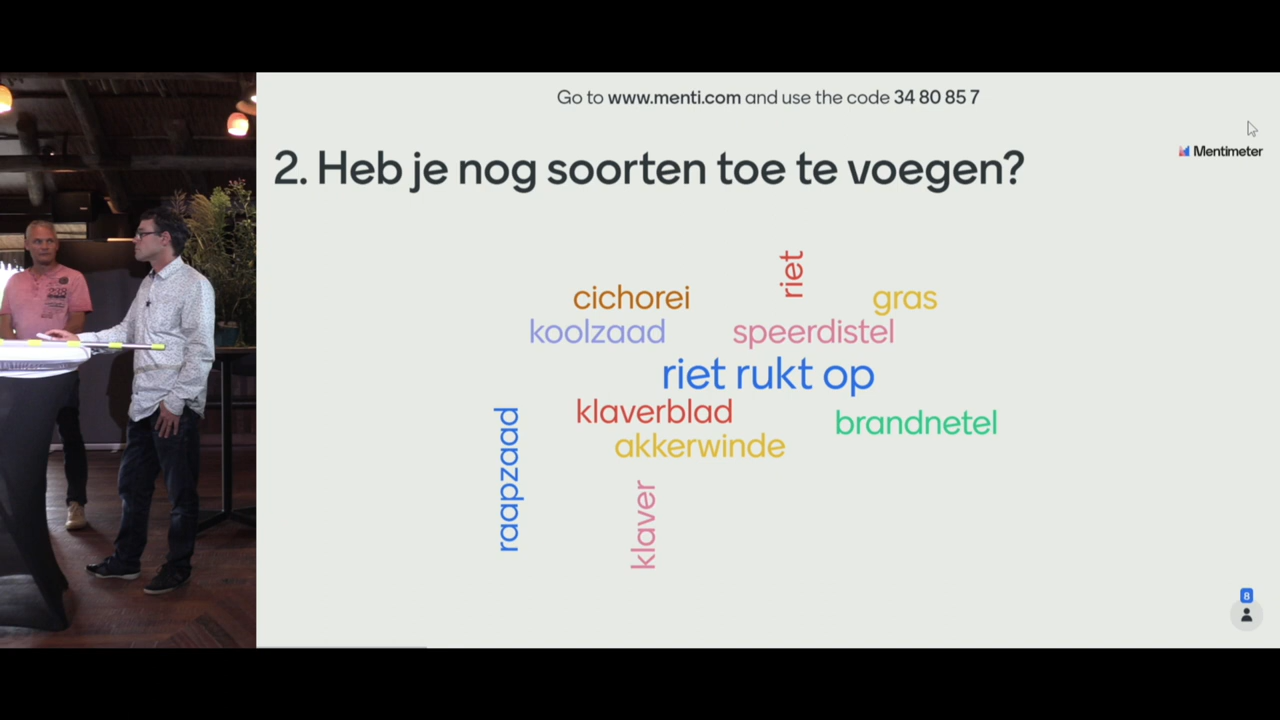 Go to www.menti.com and use the code 34 80 85 7
Mentimeter
2. Heb je nog soorten toe te voegen?
riet
cichorei
gras
koolzaad
speerdistel
riet rukt op
klaverblad
brandnetel
akkerwinde
raapzaad
klaver
8